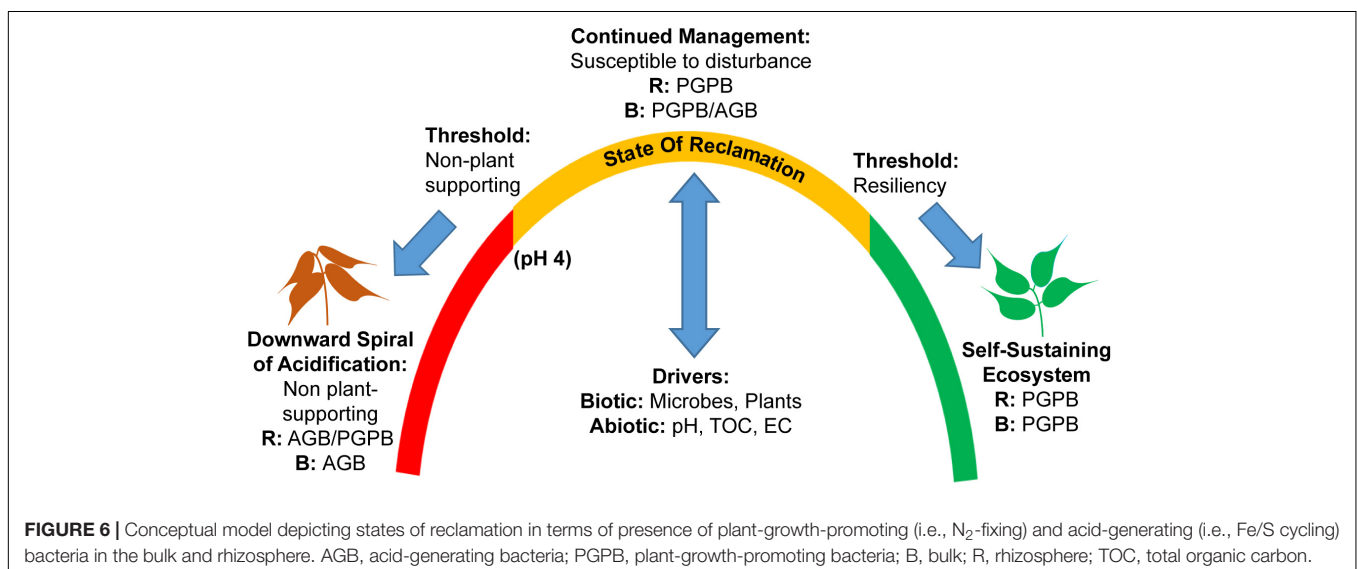 Continued Management:
Susceptible to disturbance
R: PGPB
B: PGPB/AGB
State Of Reclamation
Threshold:
Non-plant
supporting
Threshold:
Resiliency
(pH 4)
Downward Spiral
of Acidification:
Non plant-
supporting
R: AGB/PGPB
B: AGB
Drivers:
Biotic: Microbes, Plants
Abiotic: pH, TOC, EC
Self-Sustaining
Ecosystem
R: PGPB
B: PGPB
FIGURE 6 | Conceptual model depicting states of reclamation in terms of presence of plant-growth-promoting (i.e., N₂-fixing) and acid-generating (i.e., Fe/S cycling)
bacteria in the bulk and rhizosphere. AGB, acid-generating bacteria; PGPB, plant-growth-promoting bacteria; B, bulk; R, rhizosphere; TOC, total organic carbon.